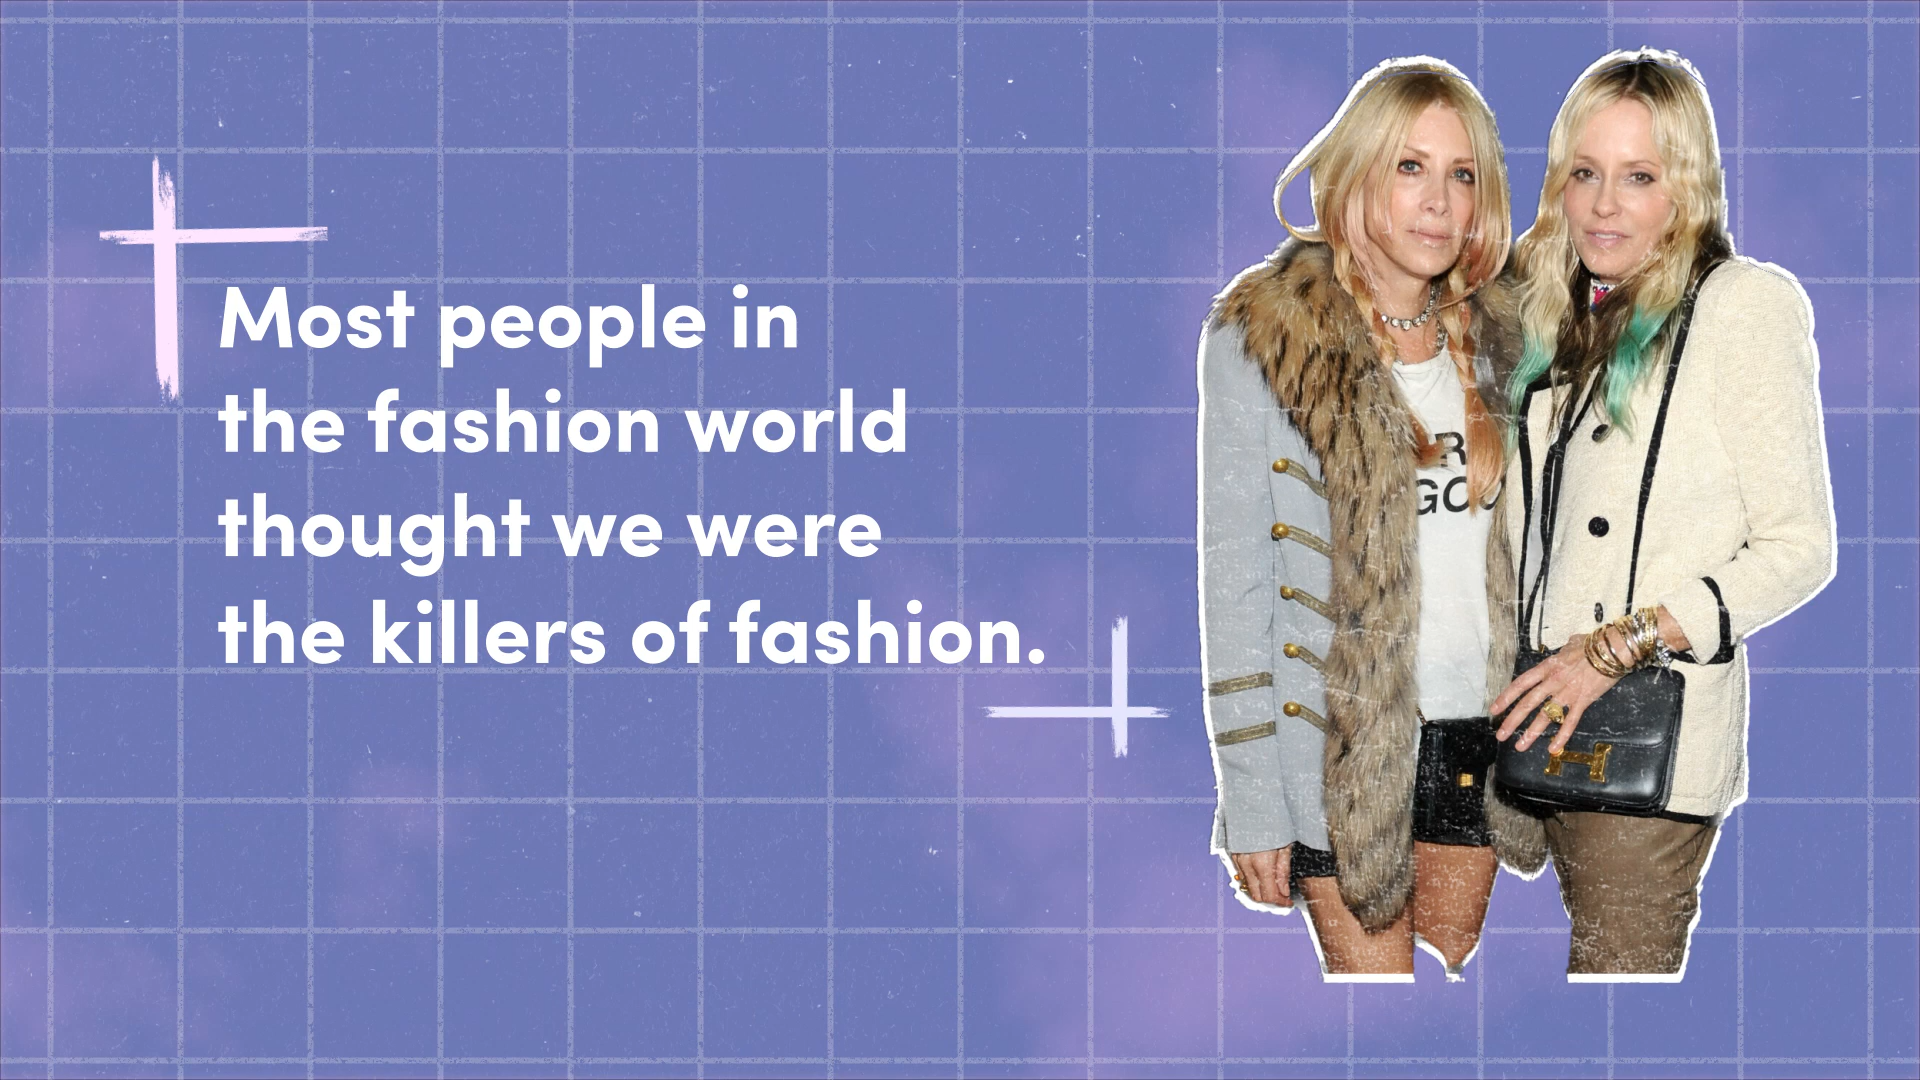 Most people in
the fashion world
thought we were
the killers of fashion.